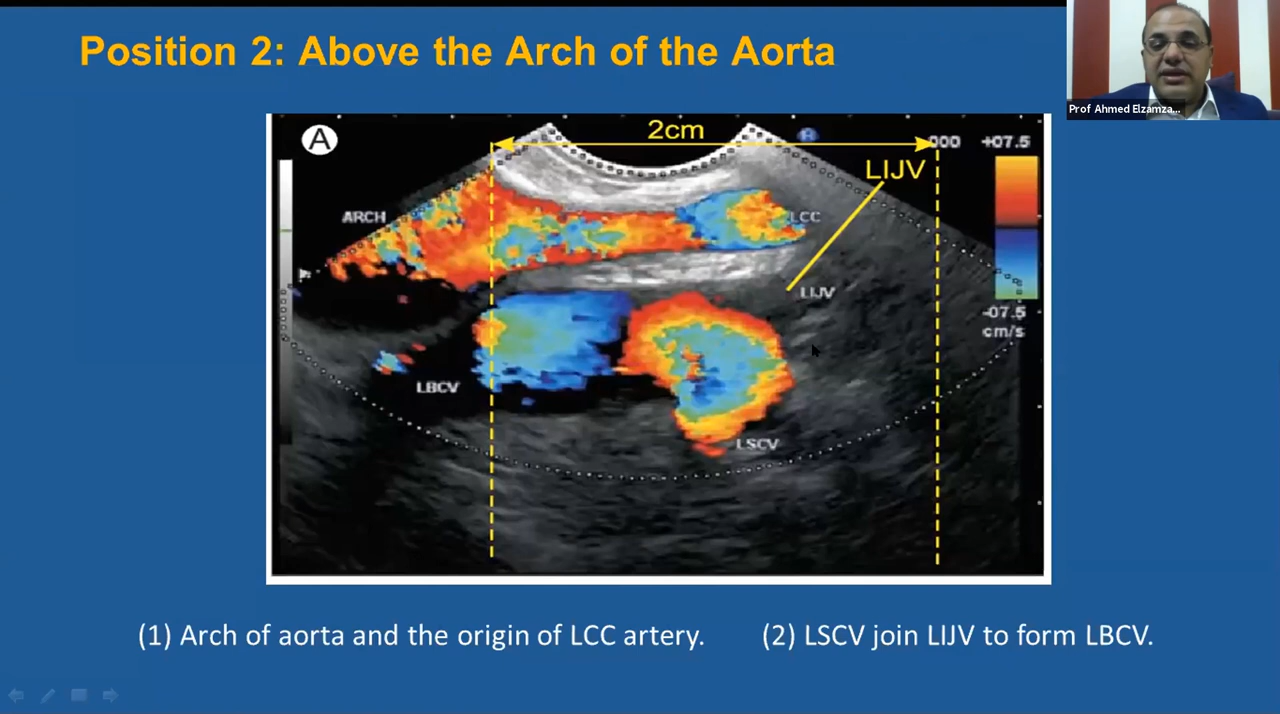 Position 2: Above the Arch of the Aorta
Prof Ahmed Elzamza...
A
2cm
000
+07.5
LIJV
ARCH
LCC
LIJV
-07.5
cm/s
LBCV
LSCV
(1) Arch of aorta and the origin of LCC artery.
(2) LSCV join LIJV to form LBCV.